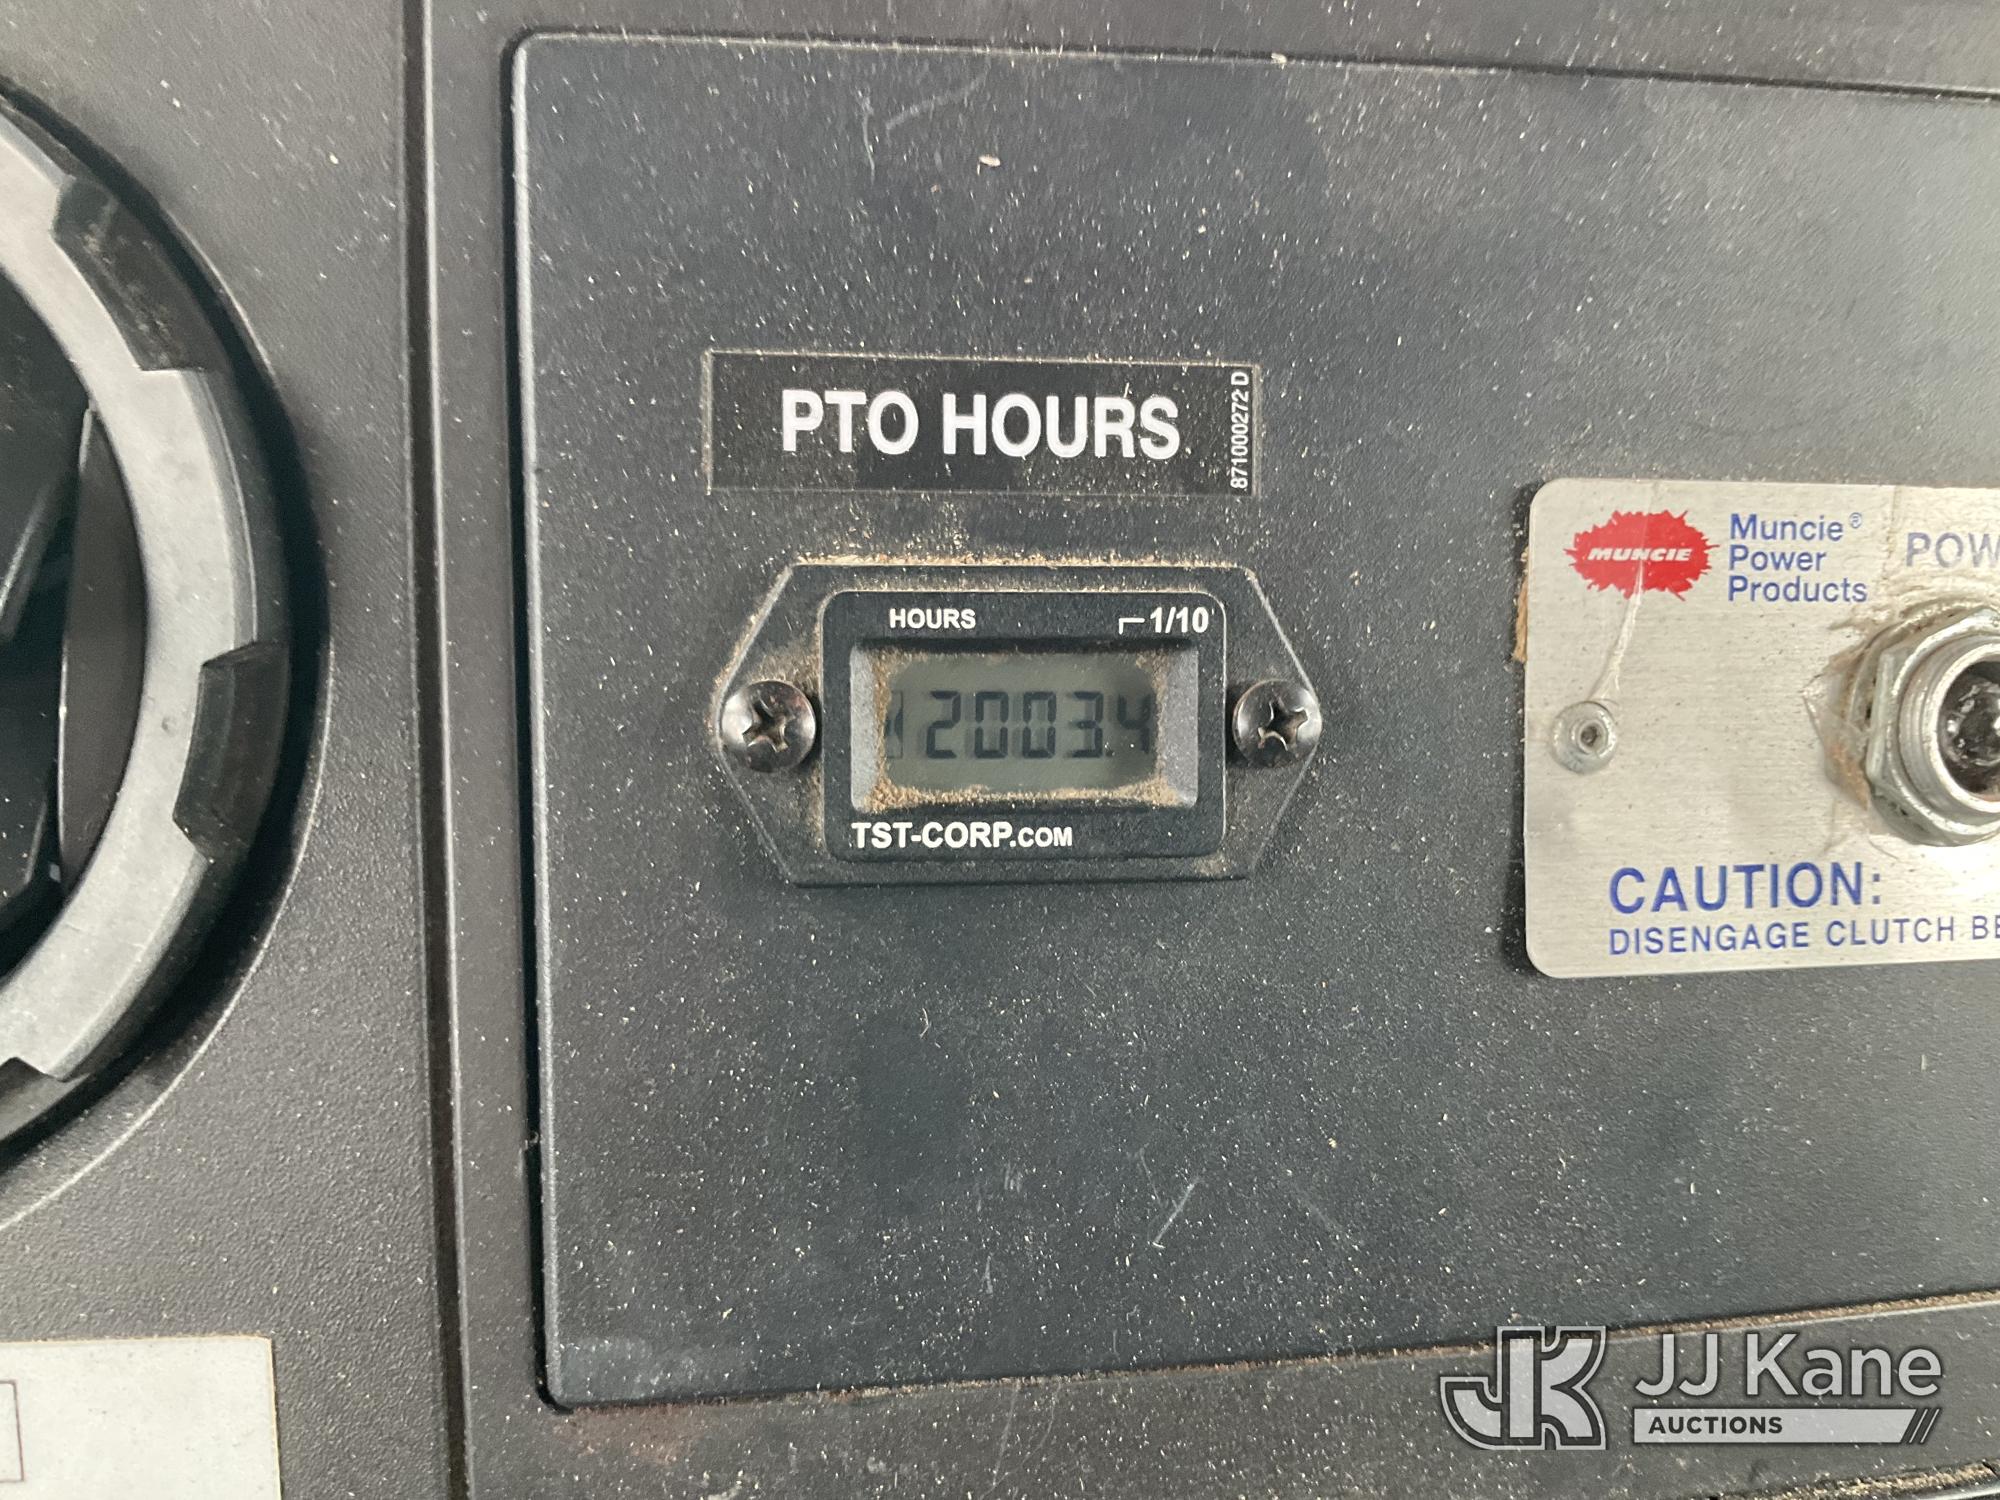 PTO HOURS
871000272 D
HOURS 1/10
2003.4
TST-CORP.COM
MUNCIE
Muncie®
Power
Products
POW
CAUTION:
DISENGAGE CLUTCH BE
JK JJ Kane
AUCTIONS